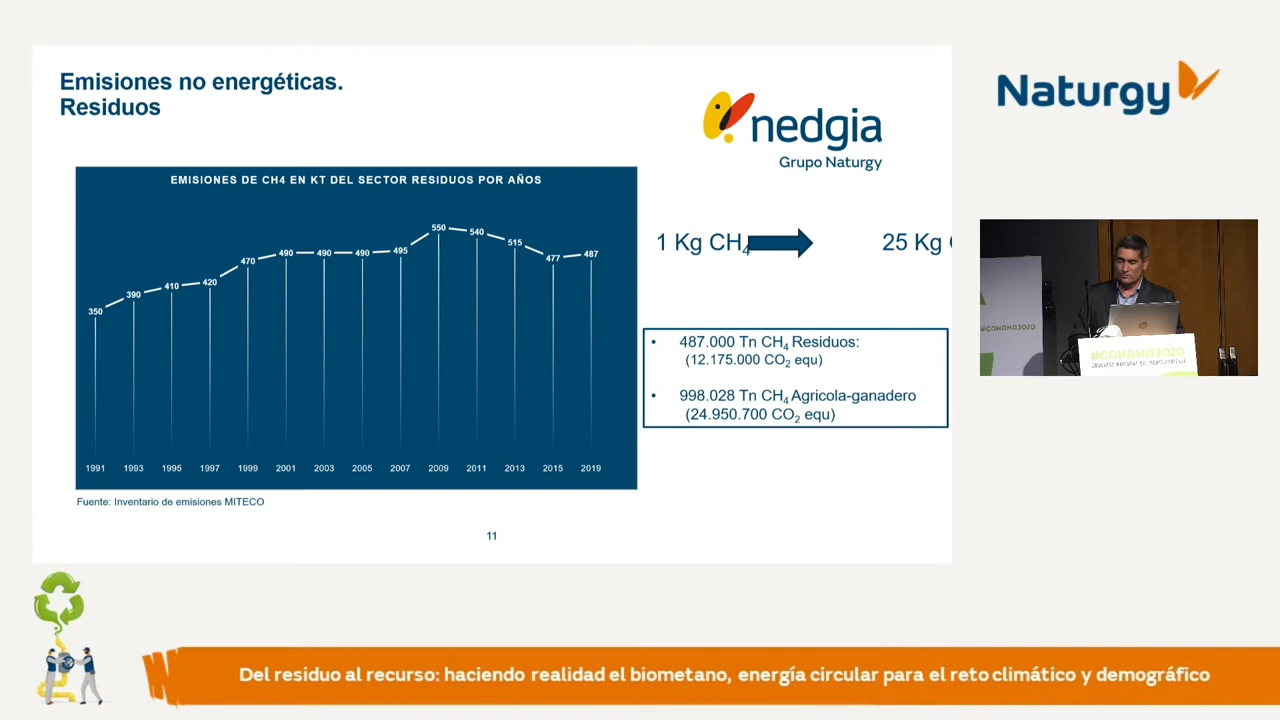 Emisiones no energéticas.
Residuos
nedgia
Grupo Naturgy
Naturgy
EMISIONES DE CH4 EN KT DEL SECTOR RESIDUOS POR AÑOS
350 390 410 420 470 490 490 490 495 550 540 515 477 487
1991 1993 1995 1997 1999 2001 2003 2005 2007 2009 2011 2013 2015 2019
Fuente: Inventario de emisiones MITECO
1 Kg CH4 25 Kg
• 487.000 Tn CH4 Residuos:
(12.175.000 CO2 equ)
• 998.028 Tn CH4 Agricola-ganadero
(24.950.700 CO2 equ)
11
#CONAMA2020
#CONAMA2020
Del residuo al recurso: haciendo realidad el biometano, energía circular para el reto climático y demográfico